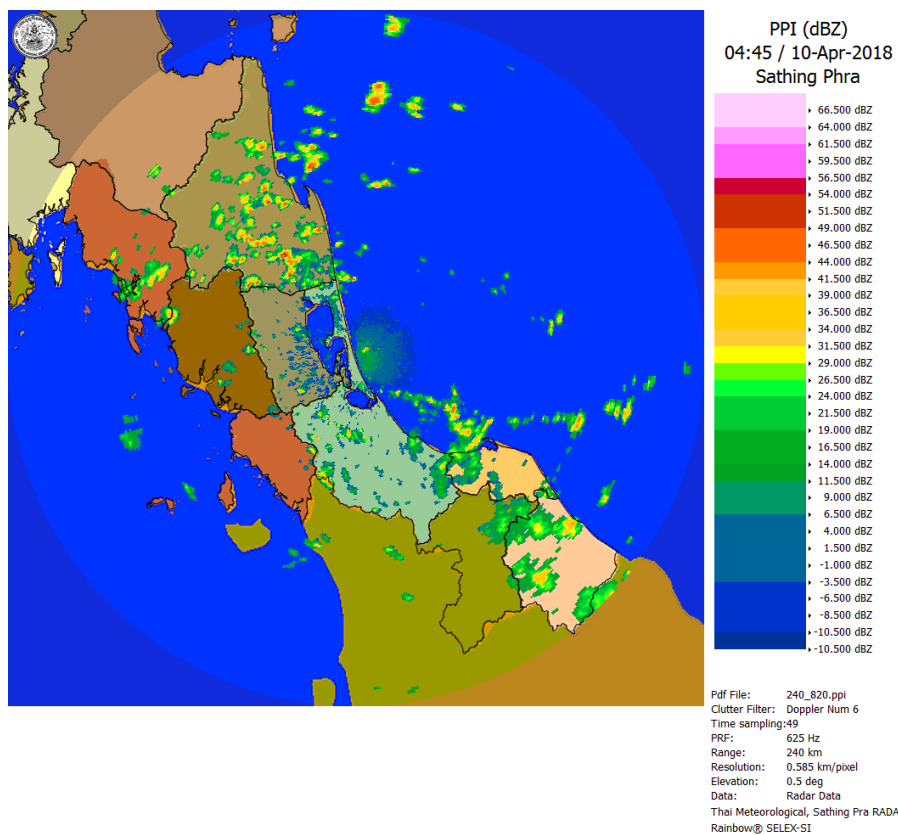 PPI (dBZ)
04:45 / 10-Apr-2018
Sathing Phra
66.500 dBZ
64.000 dBZ
61.500 dBZ
59.500 dBZ
56.500 dBZ
54.000 dBZ
51.500 dBZ
49.000 dBZ
46.500 dBZ
44.000 dBZ
41.500 dBZ
39.000 dBZ
36.500 dBZ
34.000 dBZ
31.500 dBZ
29.000 dBZ
26.500 dBZ
24.000 dBZ
21.500 dBZ
19.000 dBZ
16.500 dBZ
14.000 dBZ
11.500 dBZ
9.000 dBZ
6.500 dBZ
4.000 dBZ
1.500 dBZ
-1.000 dBZ
-3.500 dBZ
-6.500 dBZ
-8.500 dBZ
-10.500 dBZ
-10.500 dBZ
Pdf File: 240_820.ppi
Clutter Filter: Doppler Num 6
Time sampling:49
PRF: 625 Hz
Range: 240 km
Resolution: 0.585 km/pixel
Elevation: 0.5 deg
Data: Radar Data
Thai Meteorological, Sathing Pra RADA
Rainbow® SELEX-SI